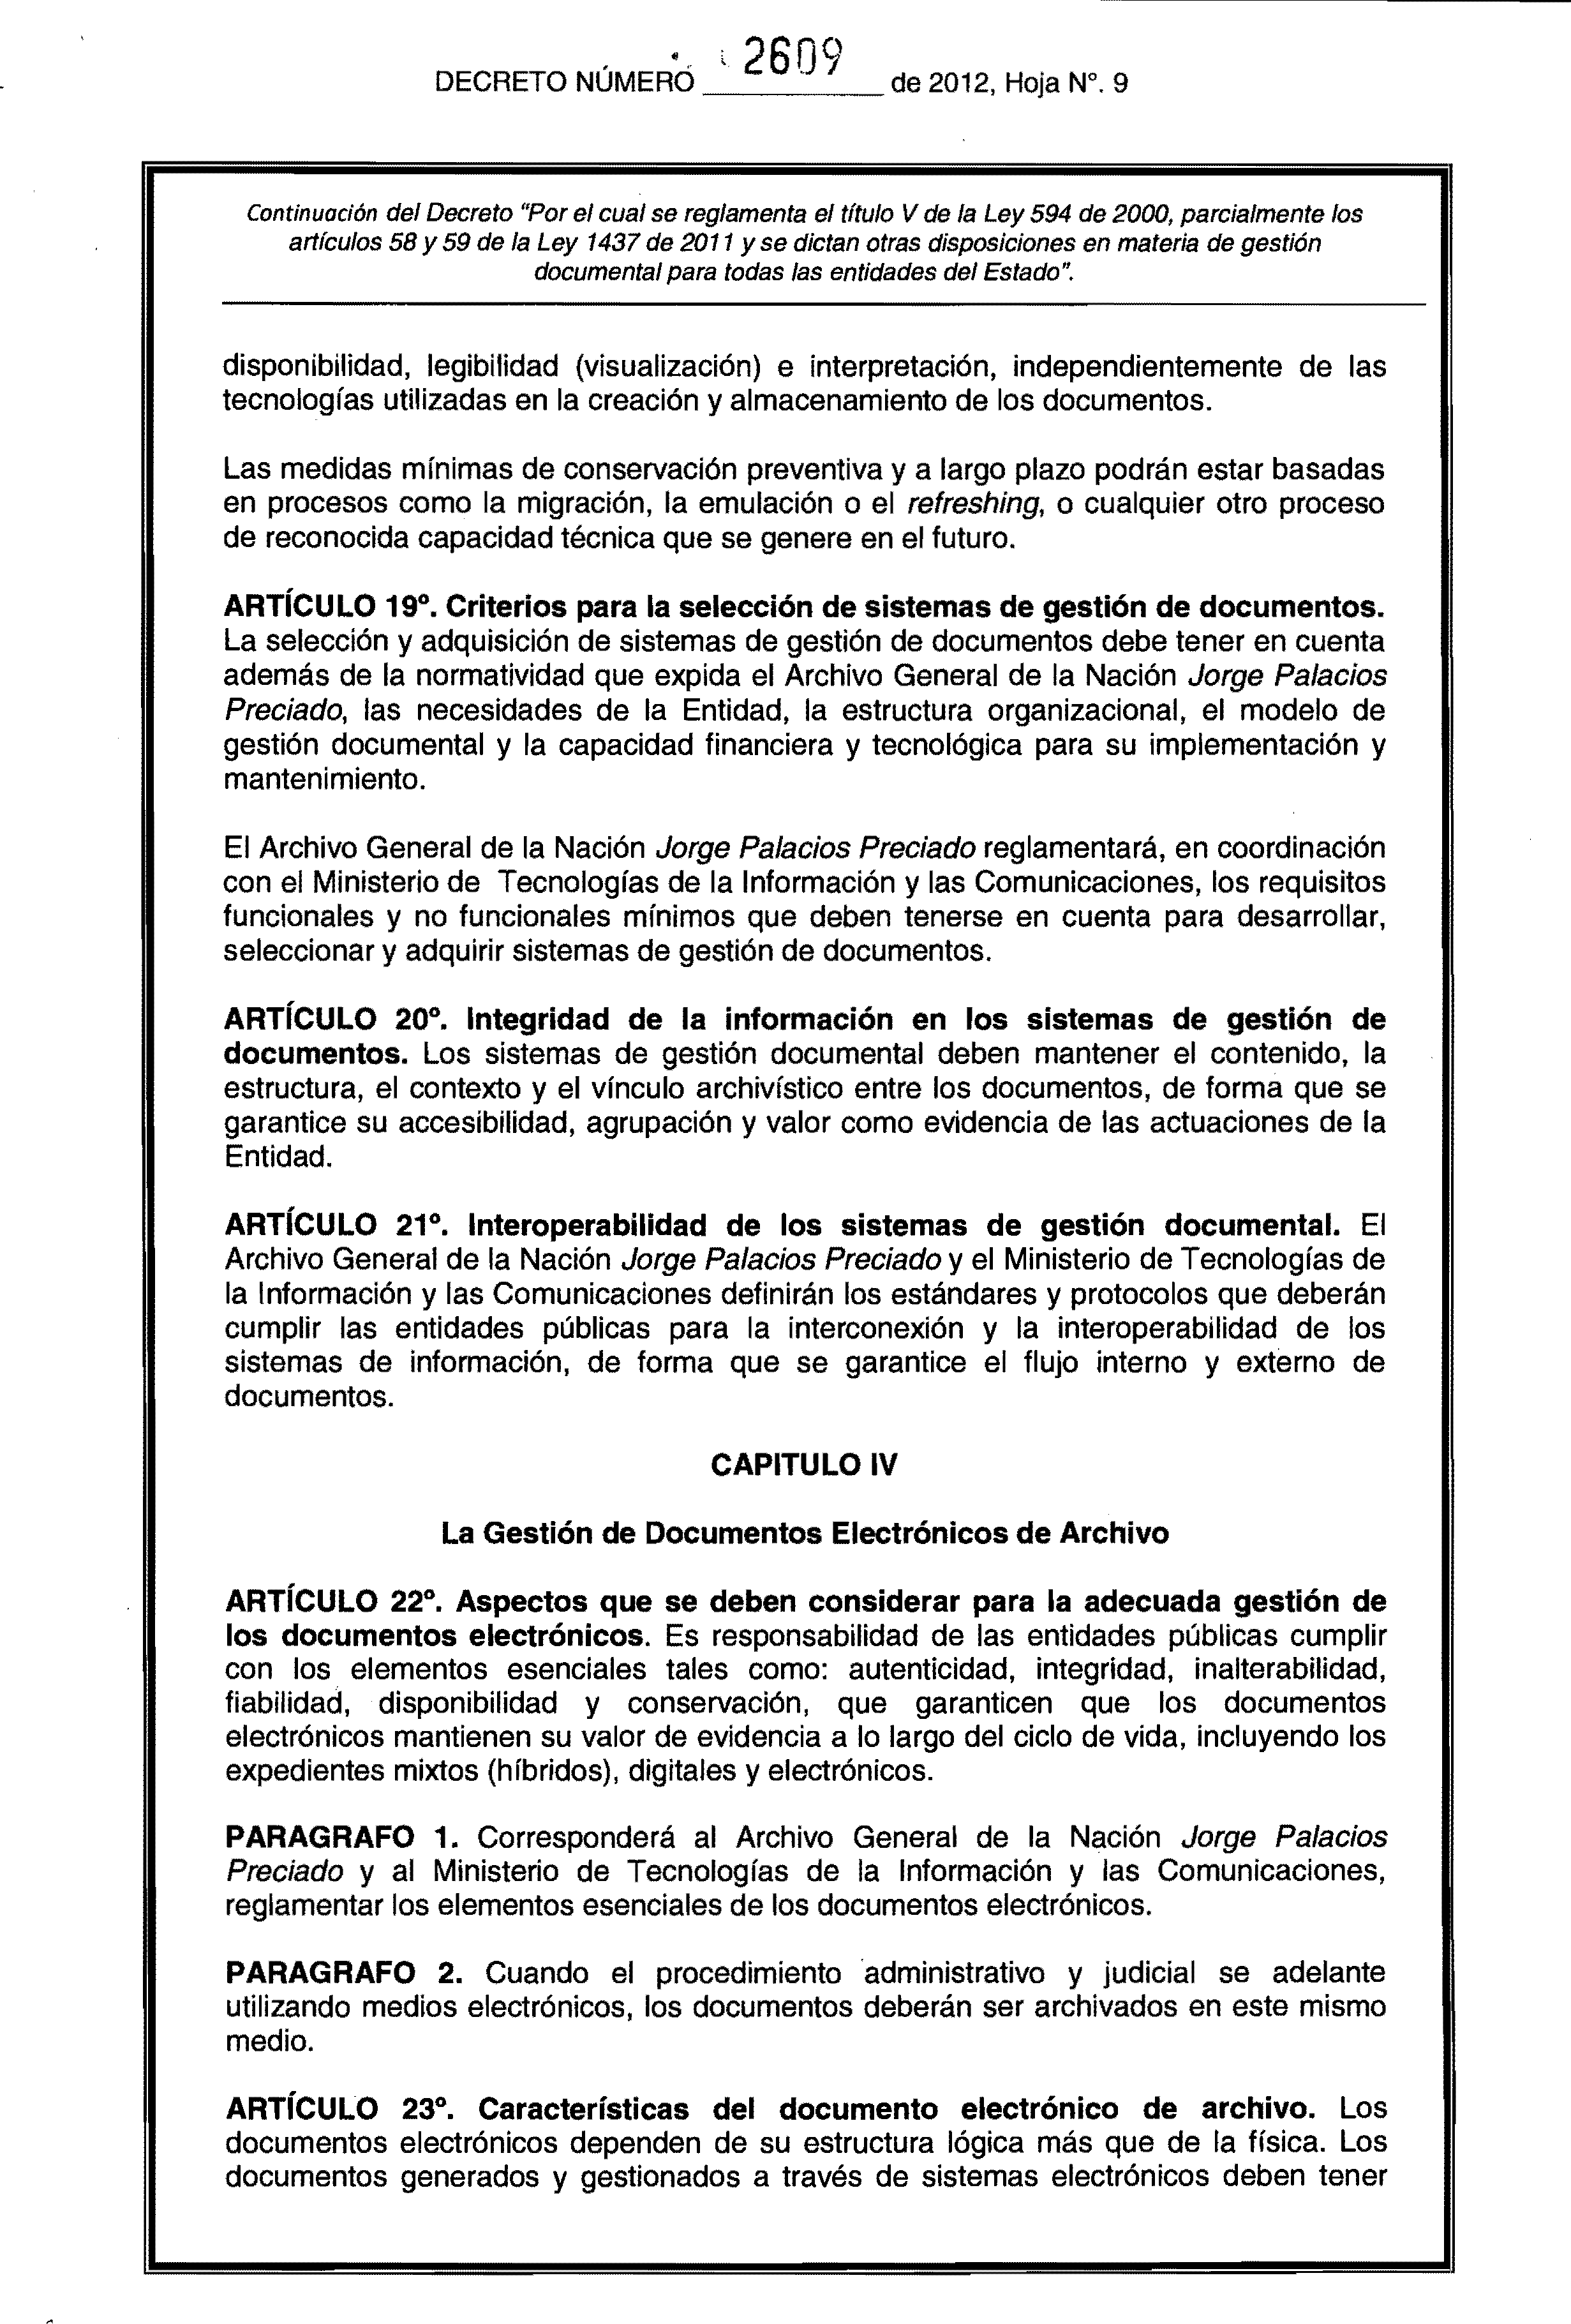 DECRETO NÚMERO 2609 de 2012, Hoja N°. 9
Continuación del Decreto "Por el cual se reglamenta el título V de la Ley 594 de 2000, parcialmente los
artículos 58 y 59 de la Ley 1437 de 2011 y se dictan otras disposiciones en materia de gestión
documental para todas las entidades del Estado".
disponibilidad, legibilidad (visualización) e interpretación, independientemente de las
tecnologías utilizadas en la creación y almacenamiento de los documentos.
Las medidas mínimas de conservación preventiva y a largo plazo podrán estar basadas
en procesos como la migración, la emulación o el refreshing, o cualquier otro proceso
de reconocida capacidad técnica que se genere en el futuro.
ARTÍCULO 19º. Criterios para la selección de sistemas de gestión de documentos.
La selección y adquisición de sistemas de gestión de documentos debe tener en cuenta
además de la normatividad que expida el Archivo General de la Nación Jorge Palacios
Preciado, las necesidades de la Entidad, la estructura organizacional, el modelo de
gestión documental y la capacidad financiera y tecnológica para su implementación y
mantenimiento.
El Archivo General de la Nación Jorge Palacios Preciado reglamentará, en coordinación
con el Ministerio de Tecnologías de la Información y las Comunicaciones, los requisitos
funcionales y no funcionales mínimos que deben tenerse en cuenta para desarrollar,
seleccionar y adquirir sistemas de gestión de documentos.
ARTÍCULO 20º. Integridad de la información en los sistemas de gestión de
documentos. Los sistemas de gestión documental deben mantener el contenido, la
estructura, el contexto y el vínculo archivístico entre los documentos, de forma que se
garantice su accesibilidad, agrupación y valor como evidencia de las actuaciones de la
Entidad.
ARTÍCULO 21º. Interoperabilidad de los sistemas de gestión documental. El
Archivo General de la Nación Jorge Palacios Preciado y el Ministerio de Tecnologías de
la Información y las Comunicaciones definirán los estándares y protocolos que deberán
cumplir las entidades públicas para la interconexión y la interoperabilidad de los
sistemas de información, de forma que se garantice el flujo interno y externo de
documentos.
CAPITULO IV
La Gestión de Documentos Electrónicos de Archivo
ARTÍCULO 22º. Aspectos que se deben considerar para la adecuada gestión de
los documentos electrónicos. Es responsabilidad de las entidades públicas cumplir
con los elementos esenciales tales como: autenticidad, integridad, inalterabilidad,
fiabilidad, disponibilidad y conservación, que garanticen que los documentos
electrónicos mantienen su valor de evidencia a lo largo del ciclo de vida, incluyendo los
expedientes mixtos (híbridos), digitales y electrónicos.
PARAGRAFO 1. Corresponderá al Archivo General de la Nación Jorge Palacios
Preciado y al Ministerio de Tecnologías de la Información y las Comunicaciones,
reglamentar los elementos esenciales de los documentos electrónicos.
PARAGRAFO 2. Cuando el procedimiento administrativo y judicial se adelante
utilizando medios electrónicos, los documentos deberán ser archivados en este mismo
medio.
ARTÍCULO 23º. Características del documento electrónico de archivo. Los
documentos electrónicos dependen de su estructura lógica más que de la física. Los
documentos generados y gestionados a través de sistemas electrónicos deben tener